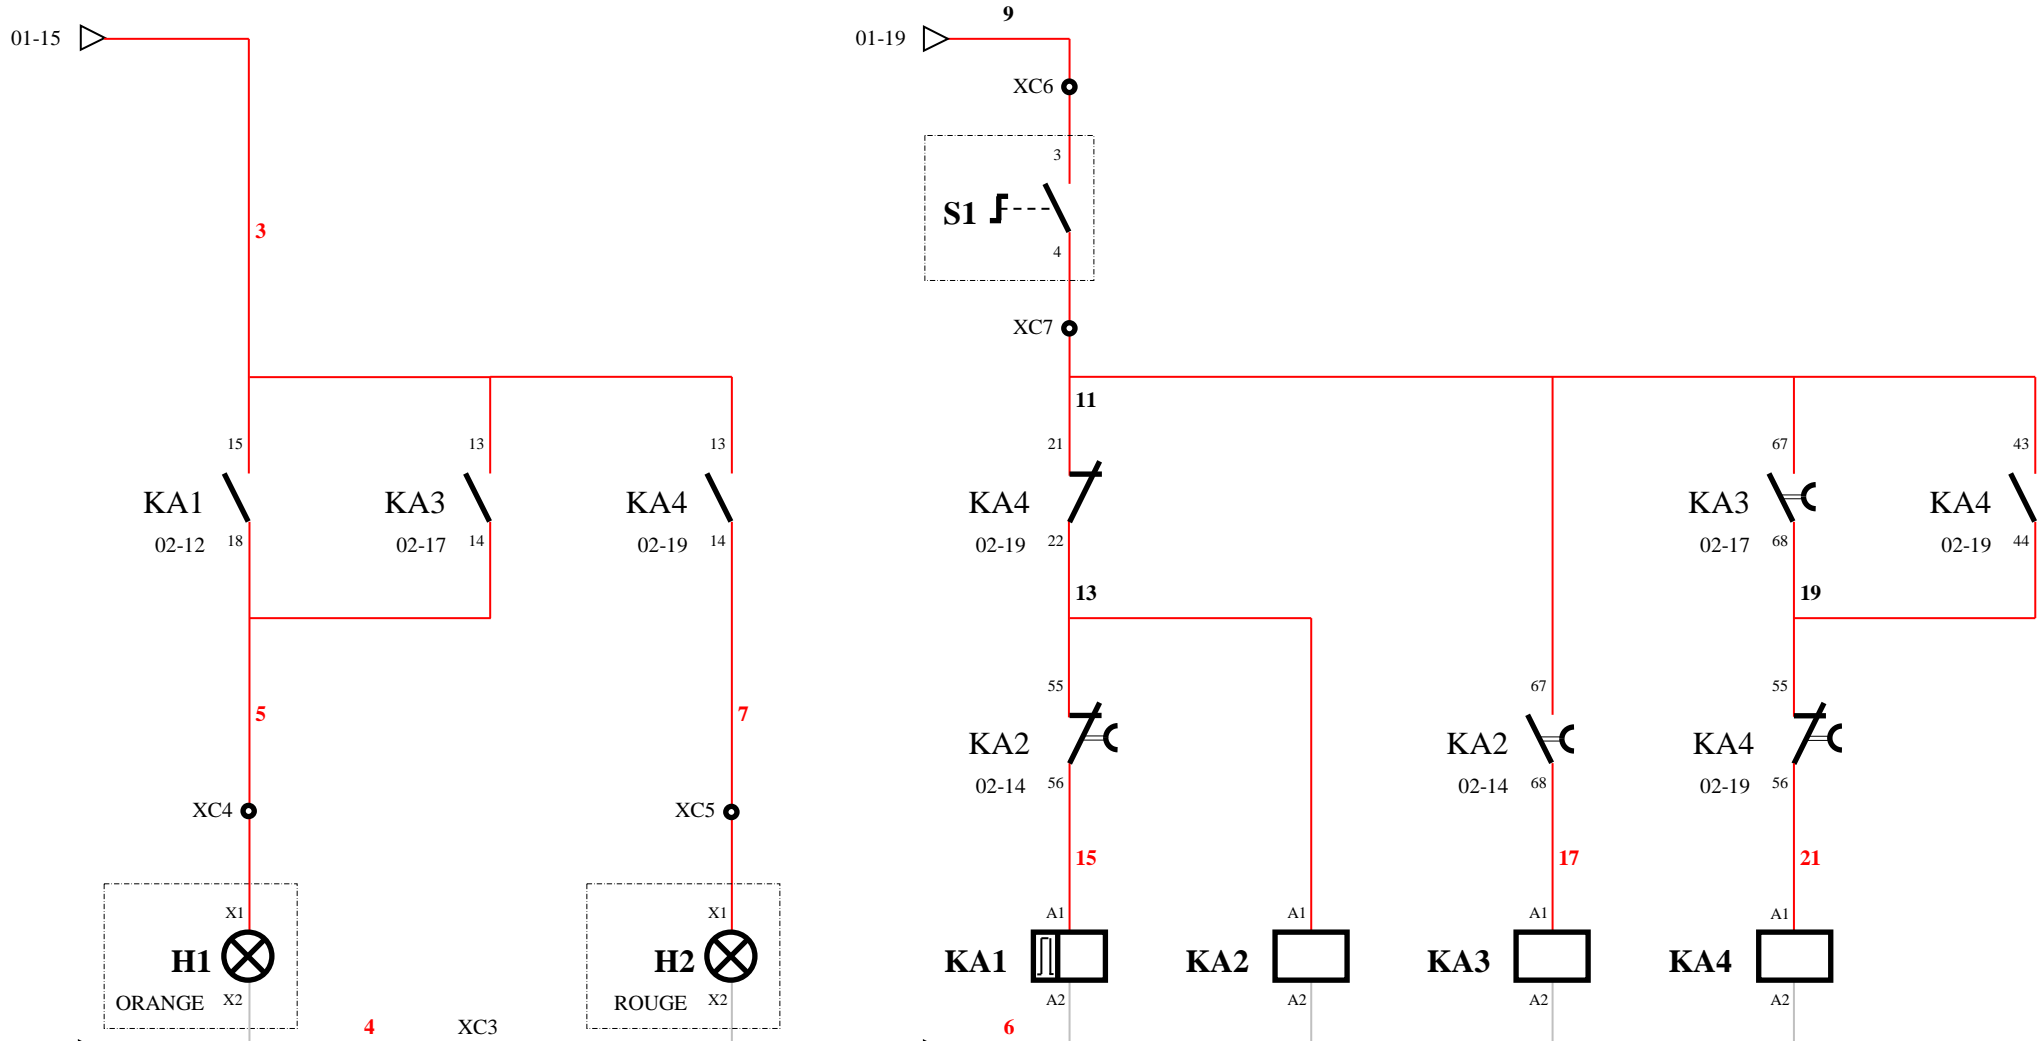 9
01-15
01-19
XC6
3
S1
4
3
XC7
11
15
13
13
21
67
43
KA1
KA3
KA4
KA4
KA3
KA4
02-12
18
02-17
14
02-19
14
02-19
22
02-17
68
02-19
44
13
19
55
67
55
5
7
KA2
KA2
KA4
02-14
56
02-14
68
02-19
56
XC4
XC5
15
17
21
X1
X1
A1
A1
A1
A1
H1
H2
KA1
KA2
KA3
KA4
ORANGE
X2
ROUGE
X2
A2
A2
A2
A2
4
XC3
6